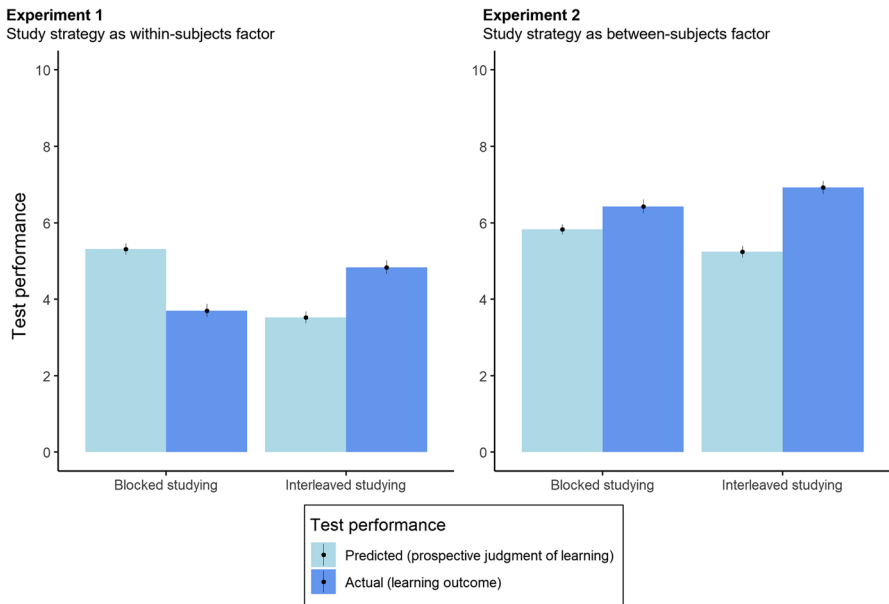 Experiment 1
Study strategy as within-subjects factor
Experiment 2
Study strategy as between-subjects factor
Test performance
10
8
6
4
2
0
Blocked studying
Interleaved studying
10
8
6
4
2
0
Blocked studying
Interleaved studying
Test performance
Predicted (prospective judgment of learning)
Actual (learning outcome)